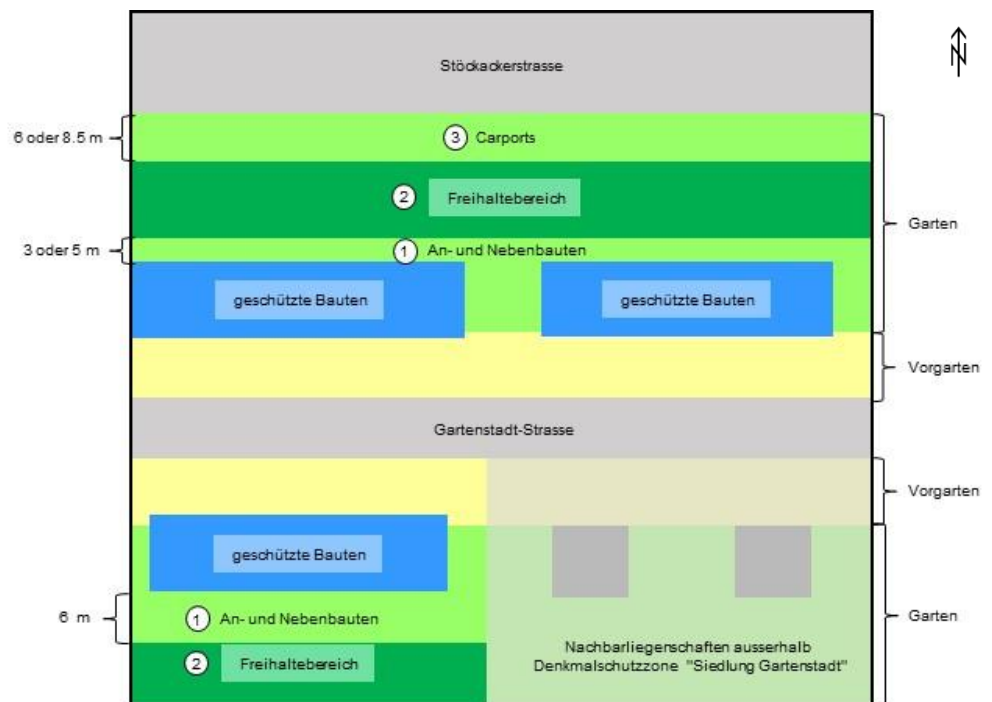 Stöckackerstrasse
N
6 oder 8.5 m
3 Carports
2 Freihaltebereich
Garten
3 oder 5 m
1 An- und Nebenbauten
geschützte Bauten
geschützte Bauten
Vorgarten
Gartenstadt-Strasse
Vorgarten
geschützte Bauten
6 m
1 An- und Nebenbauten
Garten
2 Freihaltebereich
Nachbarliegenschaften ausserhalb
Denkmalschutzzone "Siedlung Gartenstadt"